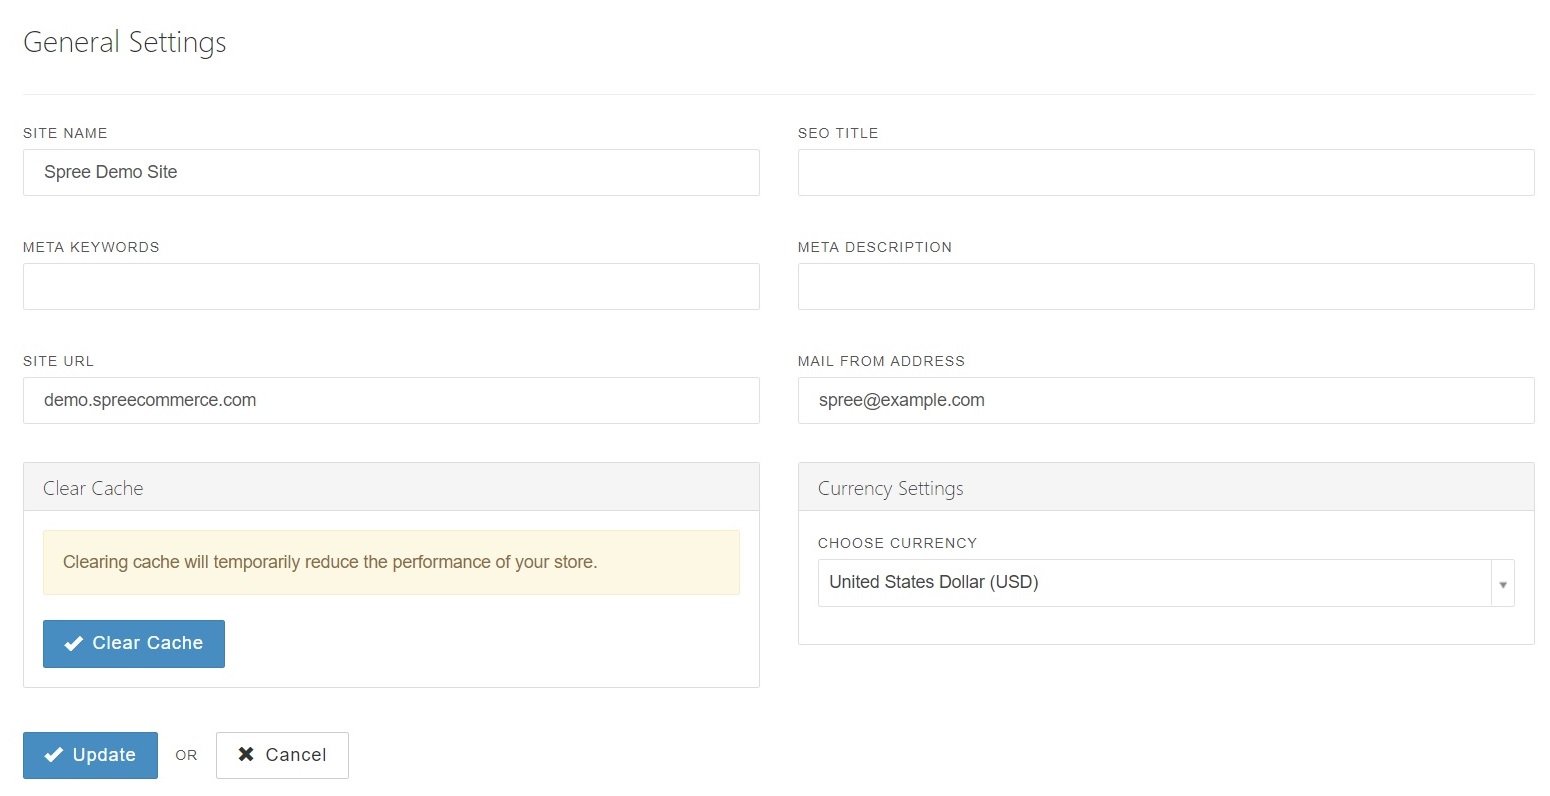 General Settings
SITE NAME
Spree Demo Site
SEO TITLE
META KEYWORDS
META DESCRIPTION
SITE URL
demo.spreecommerce.com
MAIL FROM ADDRESS
spree@example.com
Clear Cache
Clearing cache will temporarily reduce the performance of your store.
Clear Cache
Currency Settings
CHOOSE CURRENCY
United States Dollar (USD)
Update OR Cancel